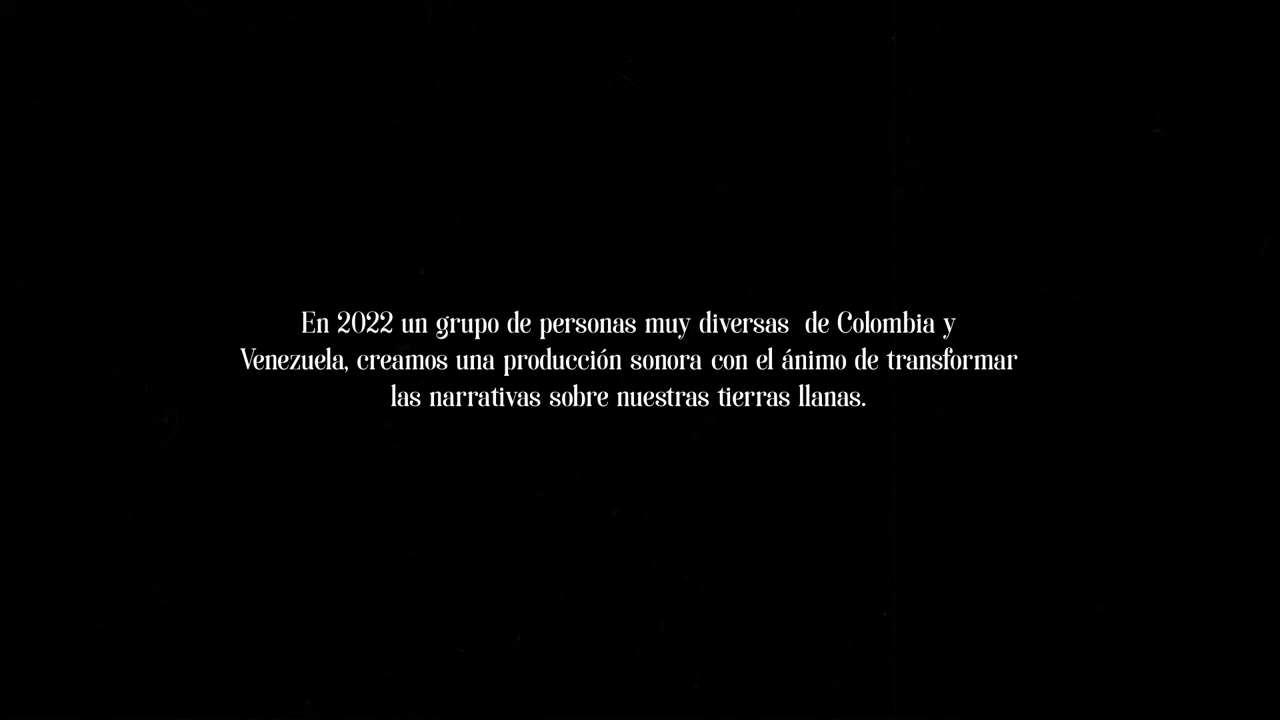 En 2022 un grupo de personas muy diversas  de Colombia y
Venezuela, creamos una producción sonora con el ánimo de transformar
las narrativas sobre nuestras tierras llanas.